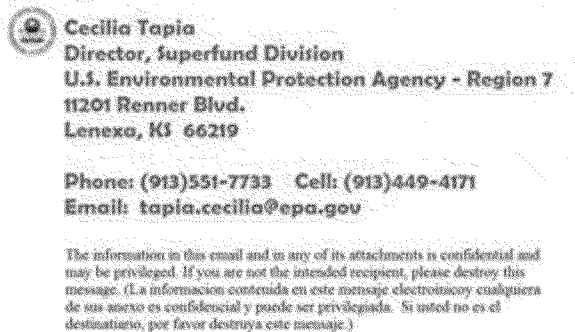 Cecilia Tapia
Director, Superfund Division
U.S. Environmental Protection Agency - Region 7
11201 Renner Blvd.
Lenexa, KS 66219
Phone: (913)551-7733 Cell: (913)449-4171
Email: tapia.cecilia@epa.gov
The information in this email and in any of its attachments is confidential and
may be privileged. If you are not the intended recipient, please destroy this
message. (La informacion contenida en este mensaje electroinicoy cualquiera
de sus anexo es confidencial y puede ser privilegiada. Si usted no es el
destinatario, por favor destruya este mensaje.)